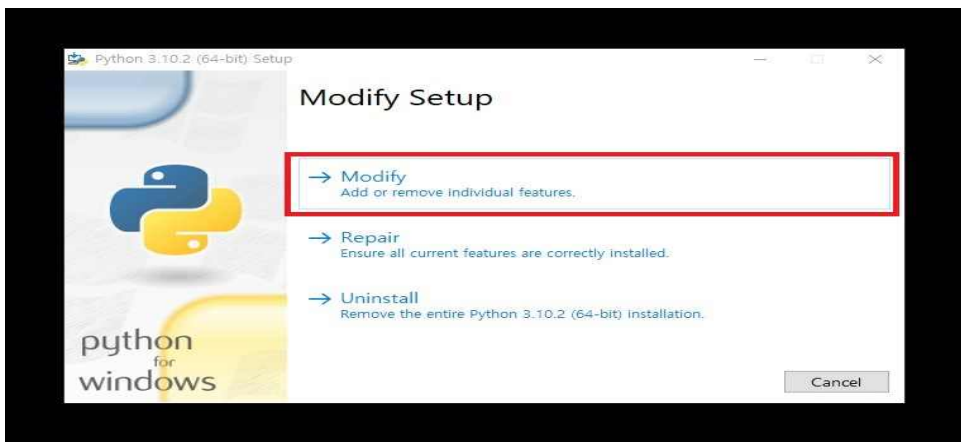 Python 3.10.2 (64-bit) Setup
Modify Setup
→ Modify
Add or remove individual features.
→ Repair
Ensure all current features are correctly installed.
→ Uninstall
Remove the entire Python 3.10.2 (64-bit) installation.
python
for
windows
Cancel